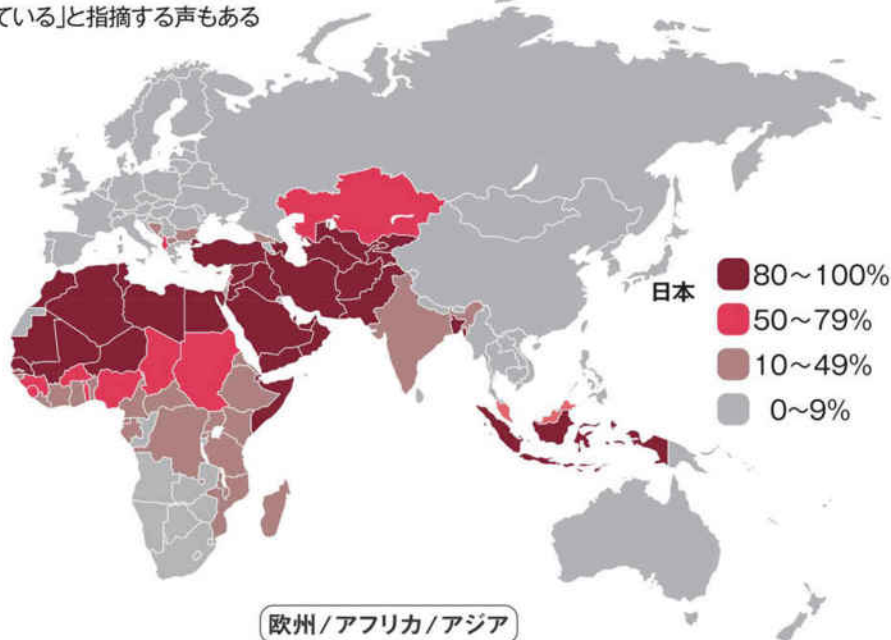 ている」と指摘する声もある
日本
80～100%
50～79%
10～49%
0～9%
欧州/アフリカ/アジア